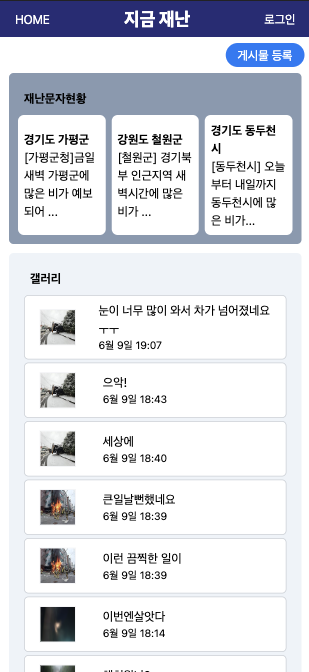 HOME 지금 재난 로그인
게시물 등록
재난문자현황
경기도 가평군
[가평군청]금일
새벽 가평군에
많은 비가 예보
되어 ...
강원도 철원군
[철원군] 경기북
부 인근지역 새
벽시간에 많은
비가 ...
경기도 동두천
시
[동두천시] 오늘
부터 내일까지
동두천시에 많
은 비가...
갤러리
눈이 너무 많이 와서 차가 넘어졌네요
ㅜㅜ
6월 9일 19:07
으악!
6월 9일 18:43
세상에
6월 9일 18:40
큰일날뻔했네요
6월 9일 18:39
이런 끔찍한 일이
6월 9일 18:39
이번엔살앗다
6월 9일 18:14